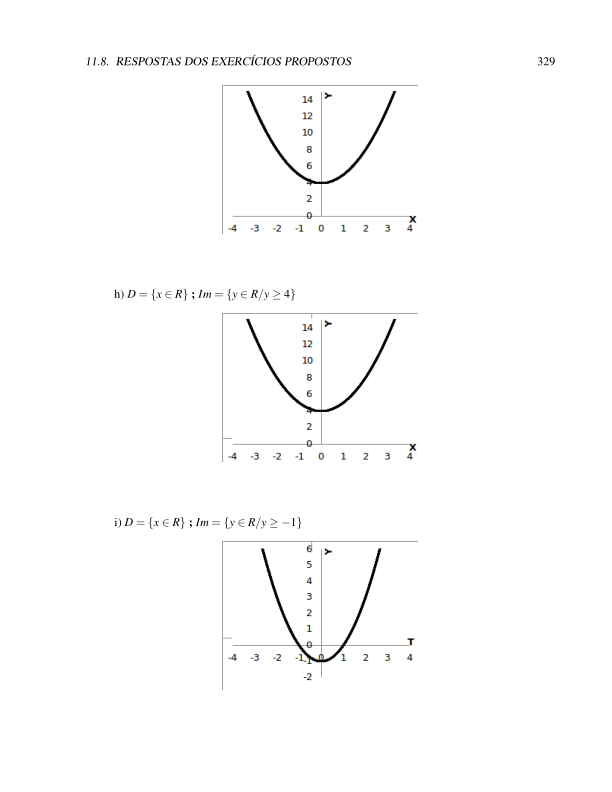 11.8. RESPOSTAS DOS EXERCÍCIOS PROPOSTOS 329
Y
14
12
10
8
6
4
2
0
X
-4 -3 -2 -1 0 1 2 3 4
h) D = {x ∈ R} ; Im = {y ∈ R/y ≥ 4}
Y
14
12
10
8
6
4
2
0
X
-4 -3 -2 -1 0 1 2 3 4
i) D = {x ∈ R} ; Im = {y ∈ R/y ≥ −1}
Y
6
5
4
3
2
1
0
T
-4 -3 -2 -1 0 1 2 3 4
-1
-2